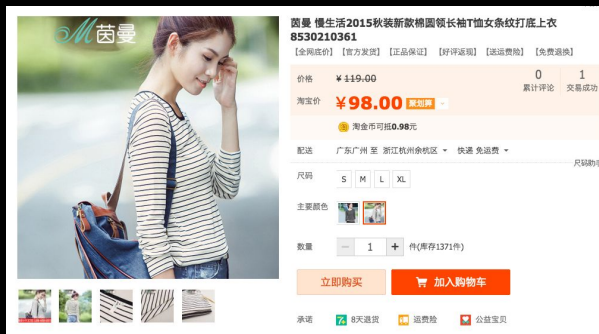 茵曼
茵曼 慢生活2015秋装新款棉圆领长袖T恤女条纹打底上衣
8530210361
【全网底价】 【官方发货】 【正品保证】 【好评返现】 【送运费险】 【免费退换】
价格 ¥ 119.00
0 1
累计评论 交易成功
淘宝价 ¥98.00 聚划算
淘金币可抵0.98元
配送 广东广州 至 浙江杭州余杭区 快递 免运费
尺码助手
尺码 S M L XL
主要颜色
数量 − 1 + 件(库存1371件)
立即购买 加入购物车
承诺 7 8天退货 运费险 公益宝贝